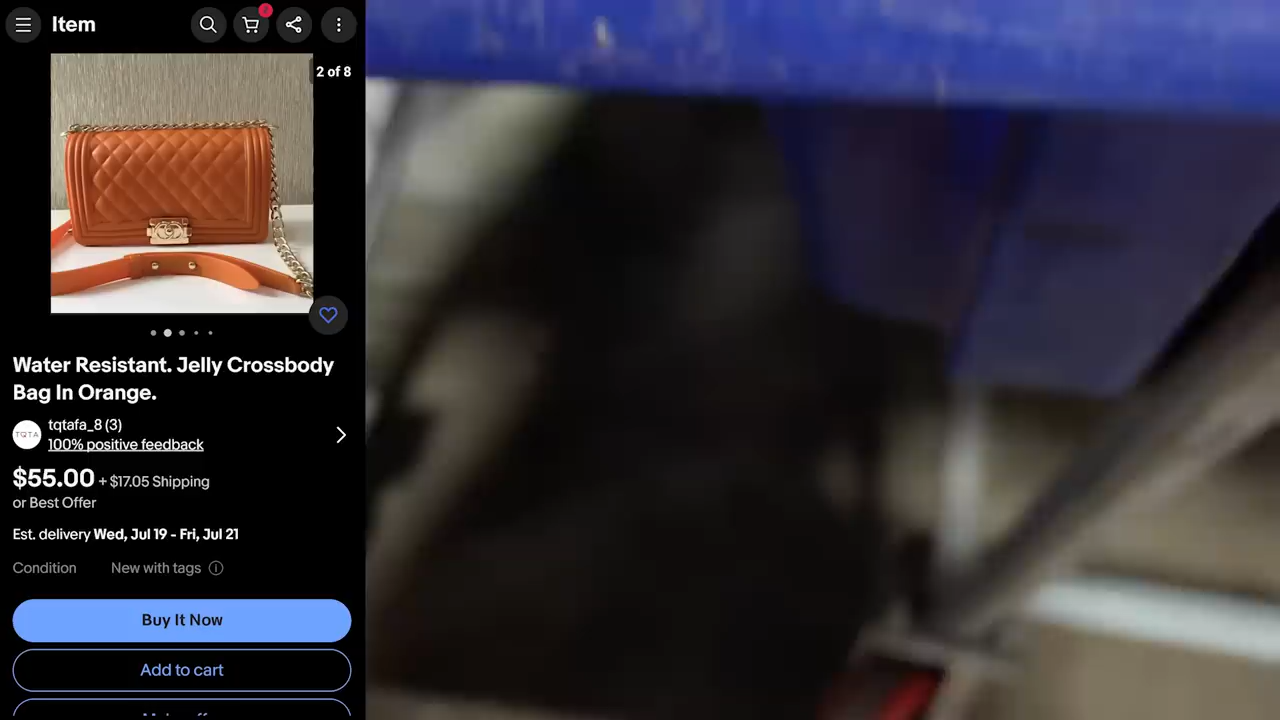 Item
2 of 8
Water Resistant. Jelly Crossbody
Bag In Orange.
TQTA
tqtafa_8 (3)
100% positive feedback
$55.00 + $17.05 Shipping
or Best Offer
Est. delivery Wed, Jul 19 - Fri, Jul 21
Condition New with tags
Buy It Now
Add to cart